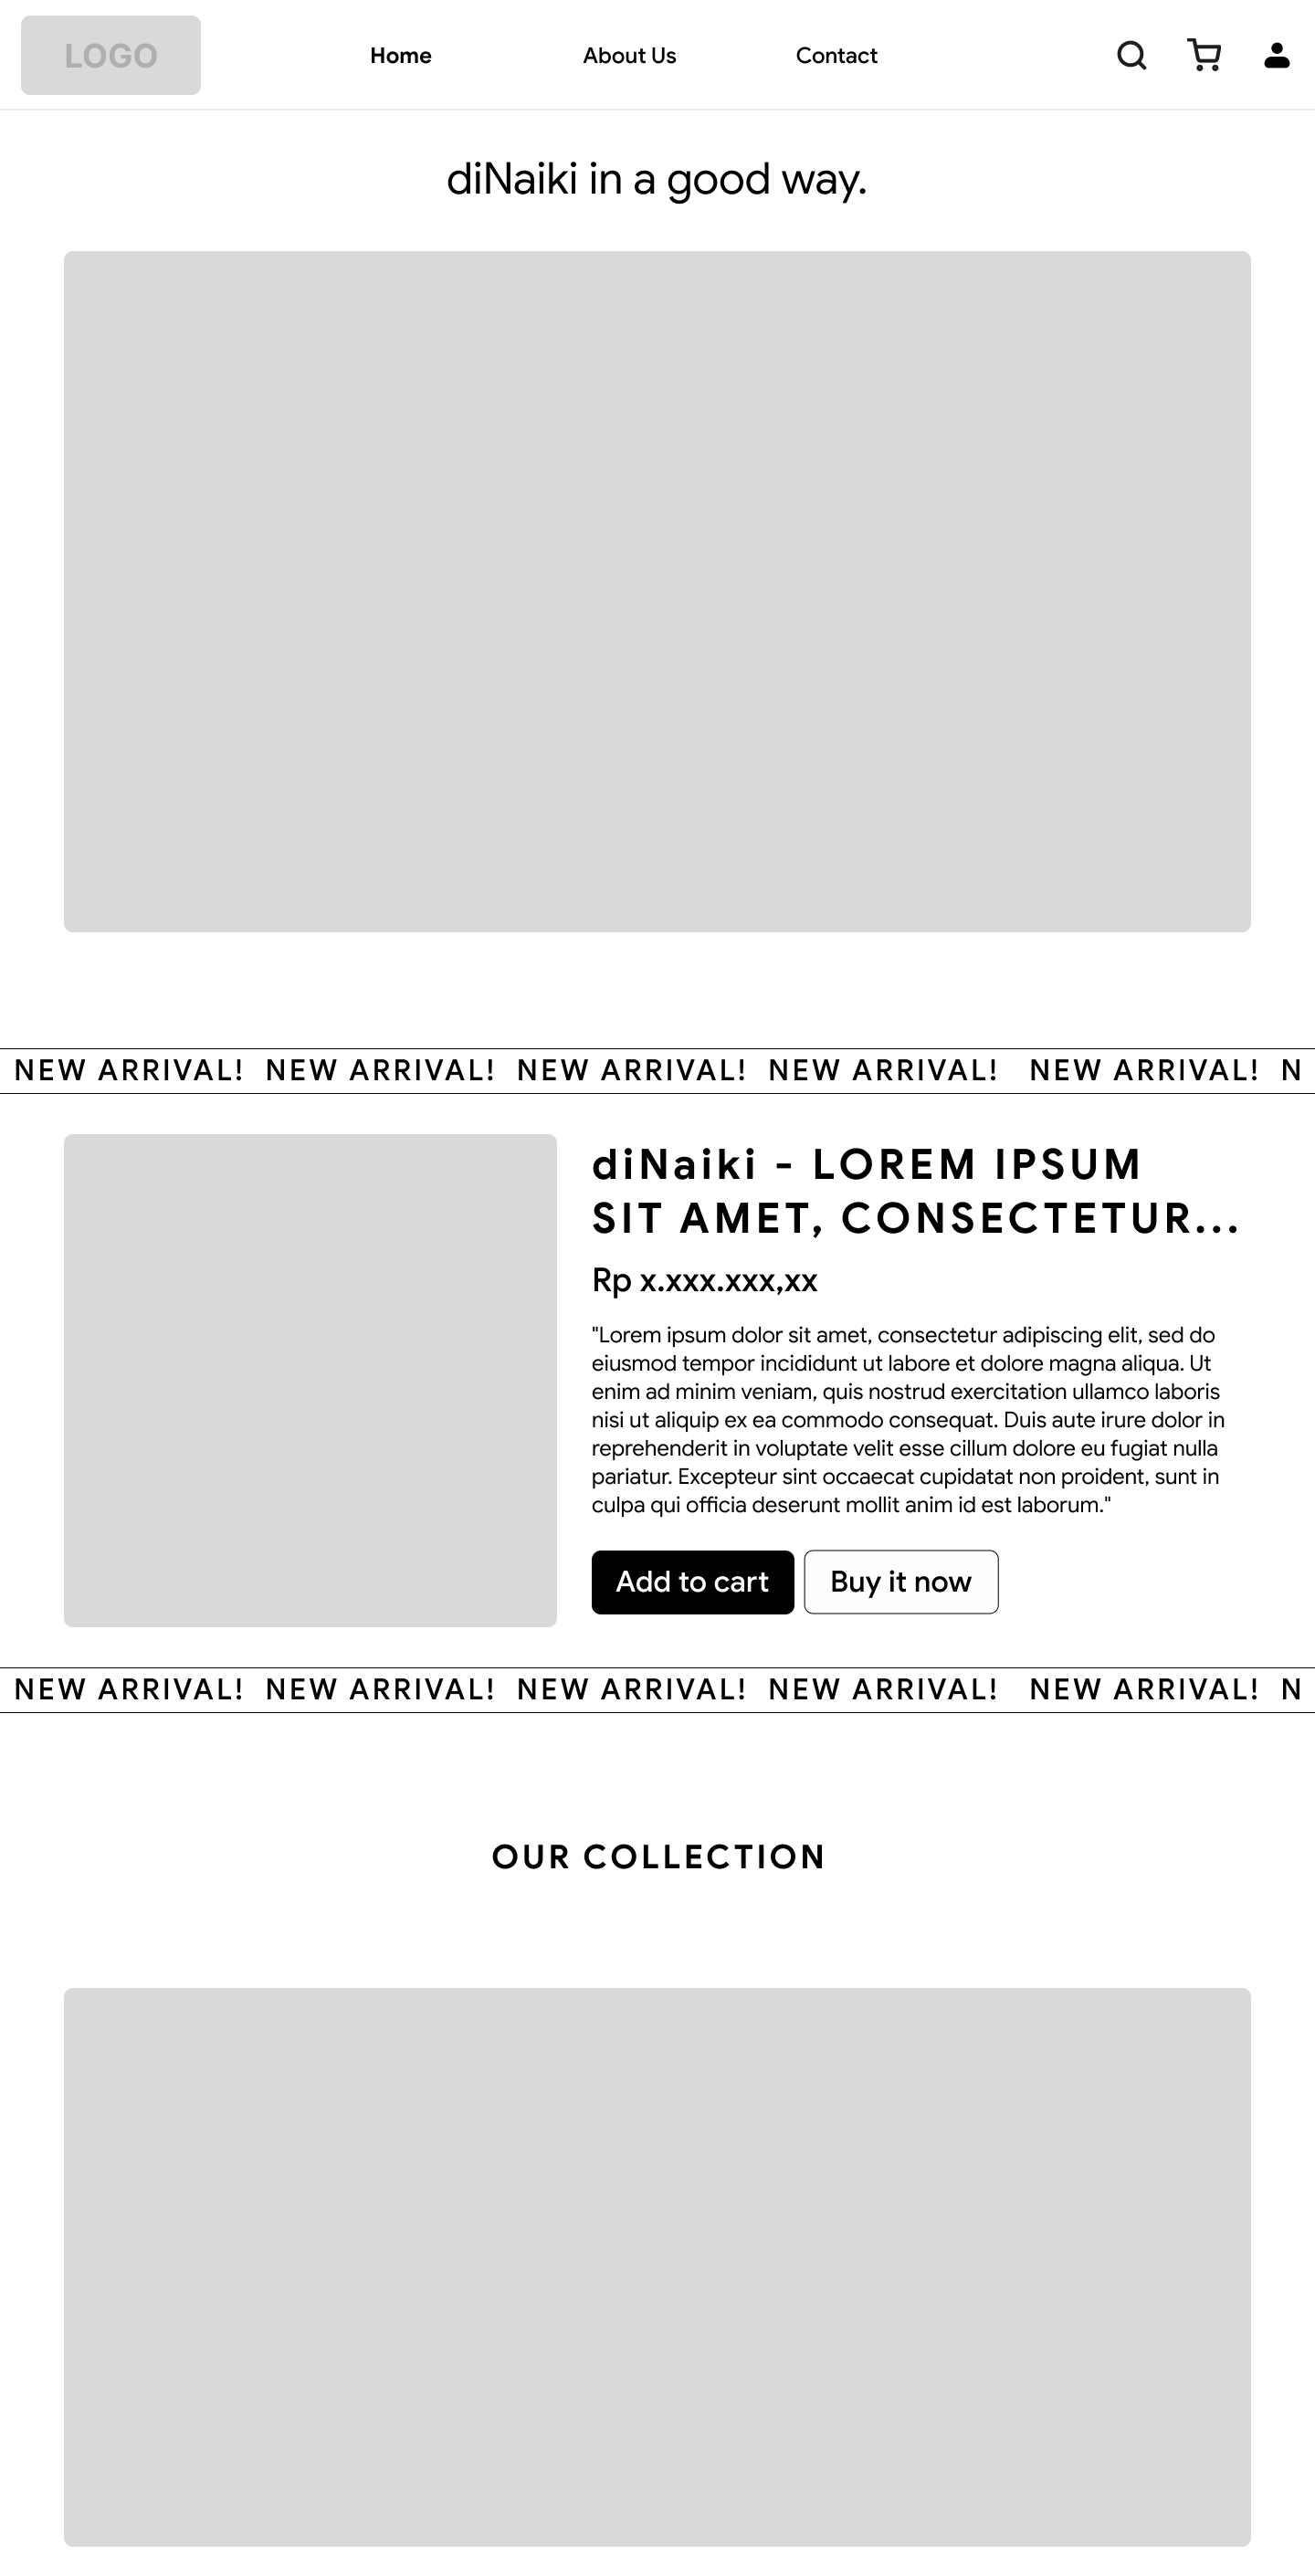 LOGO
Home
About Us
Contact
diNaiki in a good way.
NEW ARRIVAL! NEW ARRIVAL! NEW ARRIVAL! NEW ARRIVAL! NEW ARRIVAL! N
diNaiki - LOREM IPSUM
SIT AMET, CONSECTETUR...
Rp x.xxx.xxx,xx
"Lorem ipsum dolor sit amet, consectetur adipiscing elit, sed do
eiusmod tempor incididunt ut labore et dolore magna aliqua. Ut
enim ad minim veniam, quis nostrud exercitation ullamco laboris
nisi ut aliquip ex ea commodo consequat. Duis aute irure dolor in
reprehenderit in voluptate velit esse cillum dolore eu fugiat nulla
pariatur. Excepteur sint occaecat cupidatat non proident, sunt in
culpa qui officia deserunt mollit anim id est laborum."
Add to cart
Buy it now
NEW ARRIVAL! NEW ARRIVAL! NEW ARRIVAL! NEW ARRIVAL! NEW ARRIVAL! N
OUR COLLECTION